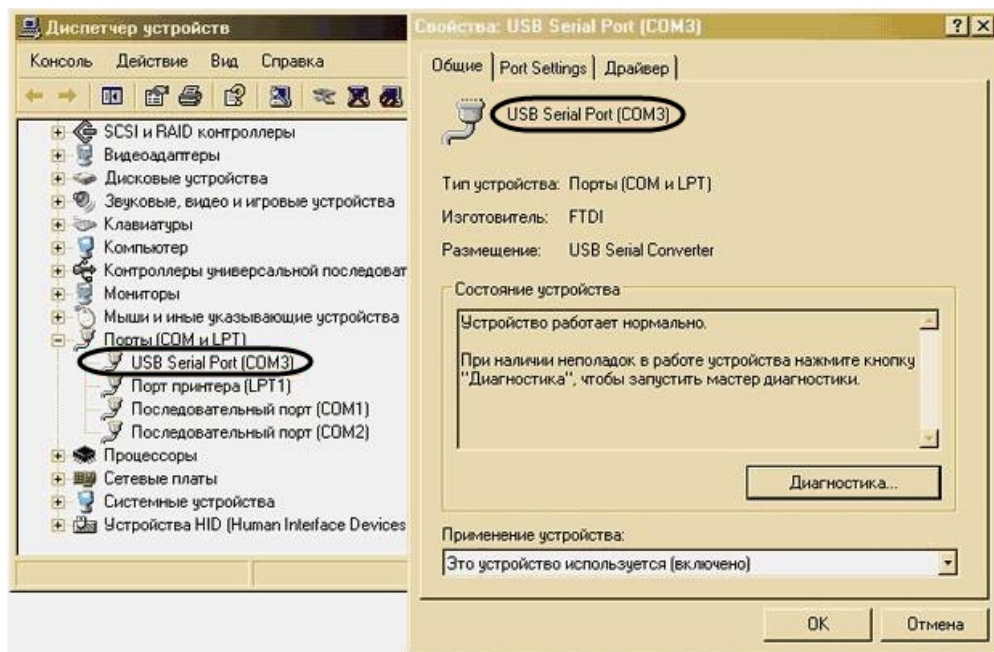 Диспетчер устройств
Консоль Действие Вид Справка
SCSI и RAID контроллеры
Видеоадаптеры
Дисковые устройства
Звуковые, видео и игровые устройства
Клавиатуры
Компьютер
Контроллеры универсальной последоват
Мониторы
Мыши и иные указывающие устройства
Порты (COM и LPT)
USB Serial Port (COM3)
Порт принтера (LPT1)
Последовательный порт (COM1)
Последовательный порт (COM2)
Процессоры
Сетевые платы
Системные устройства
Устройства HID (Human Interface Devices
Свойства: USB Serial Port (COM3)
Общие Port Settings Драйвер
USB Serial Port (COM3)
Тип устройства: Порты (COM и LPT)
Изготовитель: FTDI
Размещение: USB Serial Converter
Состояние устройства
Устройство работает нормально.
При наличии неполадок в работе устройства нажмите кнопку
"Диагностика", чтобы запустить мастер диагностики.
Диагностика...
Применение устройства:
Это устройство используется (включено)
OK Отмена